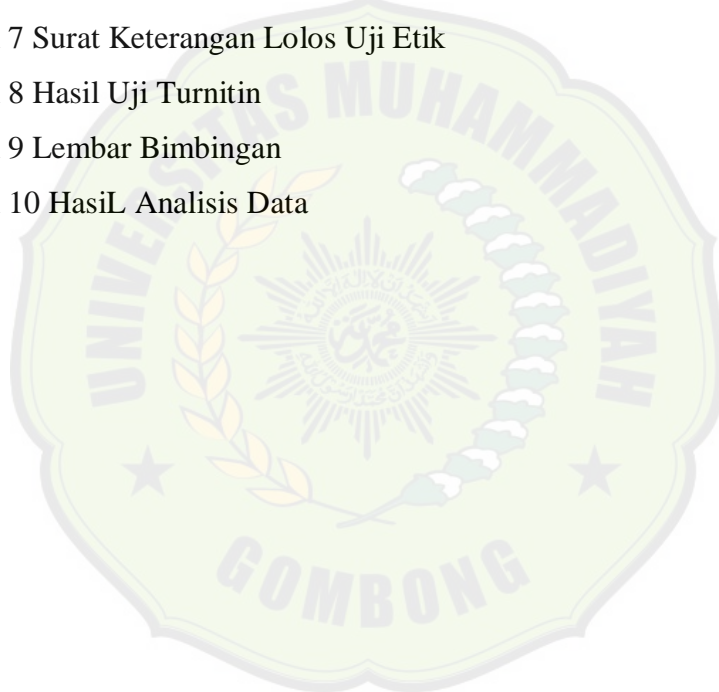 7 Surat Keterangan Lolos Uji Etik
8 Hasil Uji Turnitin
9 Lembar Bimbingan
10 HasiL Analisis Data
UNIVERSITAS MUHAMMADIYAH
GOMBONG